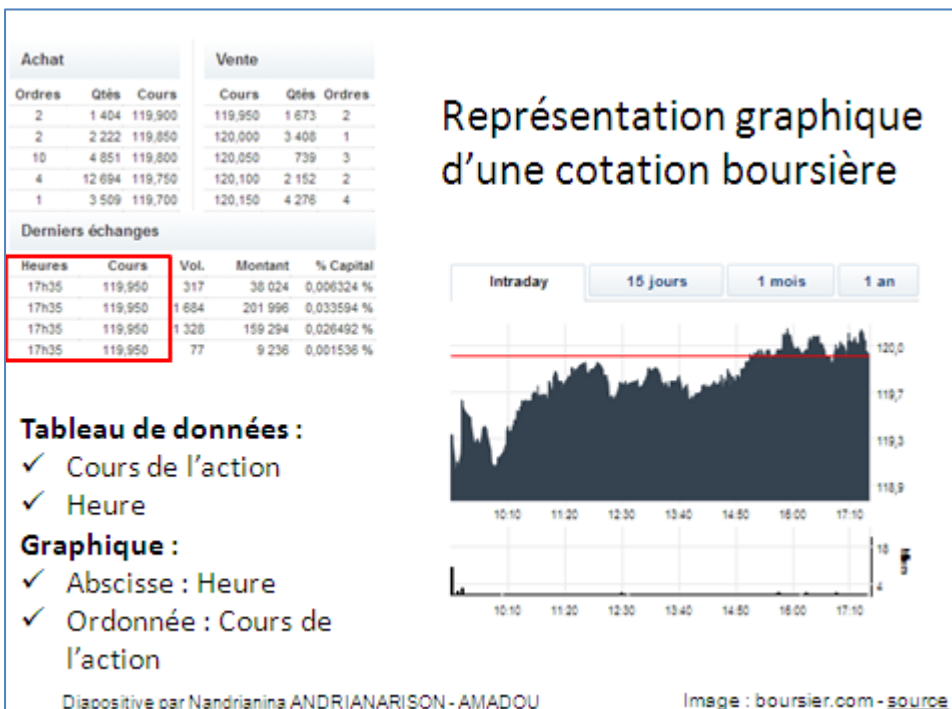 Achat Vente
Ordres Qtés Cours Cours Qtés Ordres
2 1 404 119,900 119,950 1 673 2
2 2 222 119,850 120,000 3 408 1
10 4 851 119,800 120,050 739 3
4 12 694 119,750 120,100 2 152 2
1 3 509 119,700 120,150 4 276 4
Derniers échanges
Heures Cours Vol. Montant % Capital
17h35 119,950 317 38 024 0,006324 %
17h35 119,950 1 684 201 996 0,033594 %
17h35 119,950 1 328 159 294 0,026492 %
17h35 119,950 77 9 236 0,001536 %
Représentation graphique
d’une cotation boursière
Intraday 15 jours 1 mois 1 an
120,0
119,7
119,3
118,9
10:10 11:20 12:30 13:40 14:50 16:00 17:10
18
4
10:10 11:20 12:30 13:40 14:50 16:00 17:10
Tableau de données :
✓ Cours de l’action
✓ Heure
Graphique :
✓ Abscisse : Heure
✓ Ordonnée : Cours de
l’action
Diapositive par Nandrianina ANDRIANARISON - AMADOU
Image : boursier.com - source